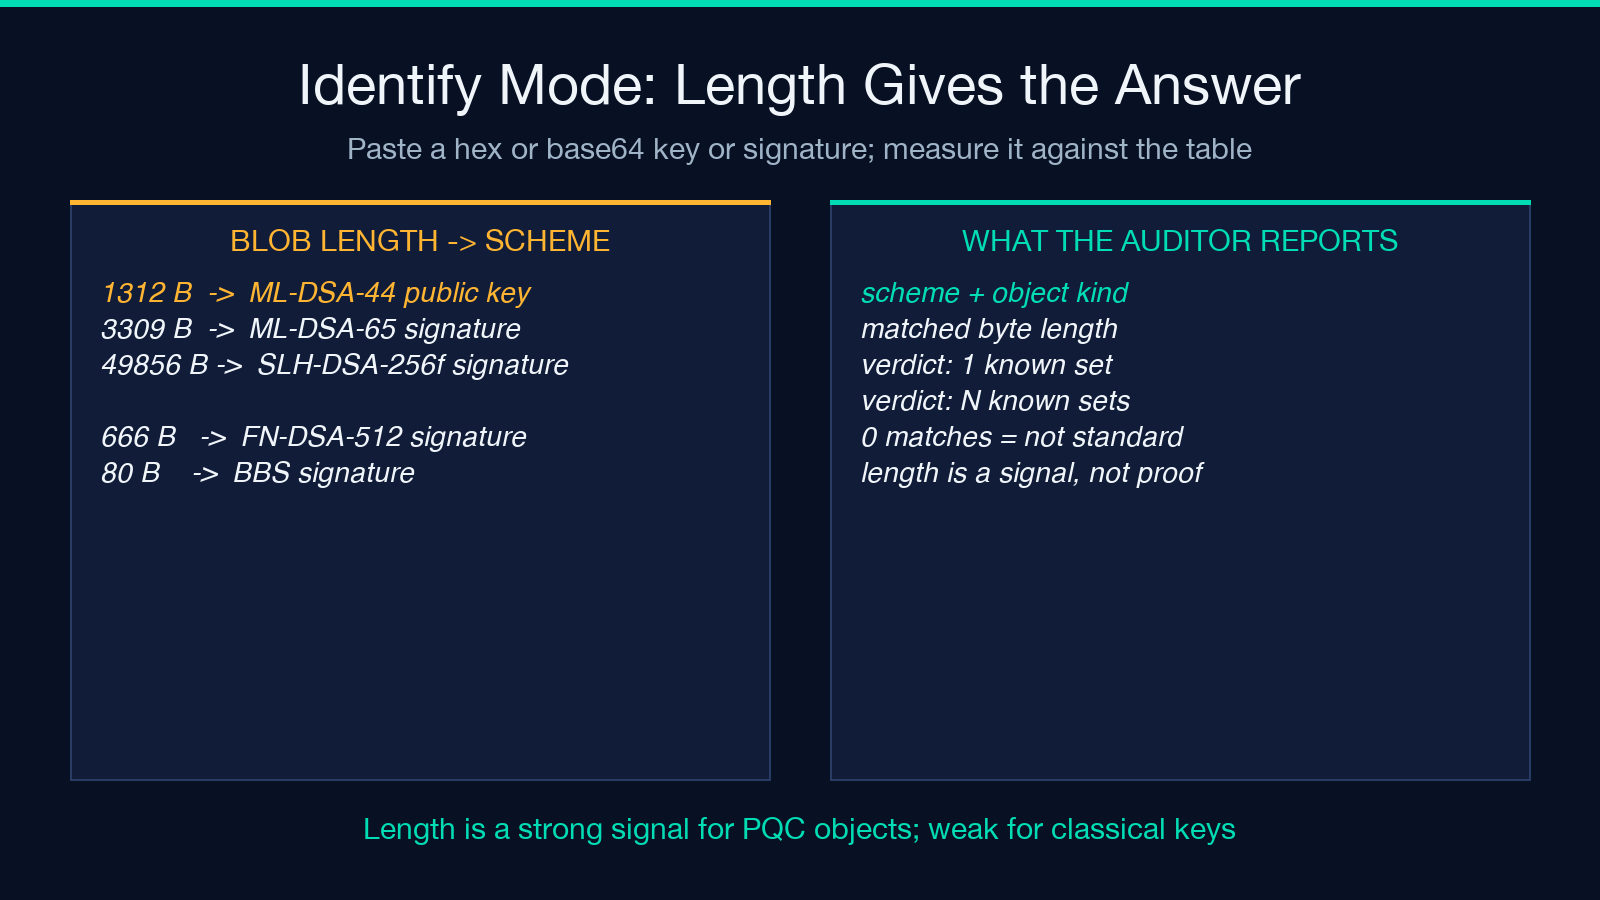 Identify Mode: Length Gives the Answer
Paste a hex or base64 key or signature; measure it against the table
BLOB LENGTH -> SCHEME
1312 B -> ML-DSA-44 public key
3309 B -> ML-DSA-65 signature
49856 B -> SLH-DSA-256f signature
666 B -> FN-DSA-512 signature
80 B -> BBS signature
WHAT THE AUDITOR REPORTS
scheme + object kind
matched byte length
verdict: 1 known set
verdict: N known sets
0 matches = not standard
length is a signal, not proof
Length is a strong signal for PQC objects; weak for classical keys